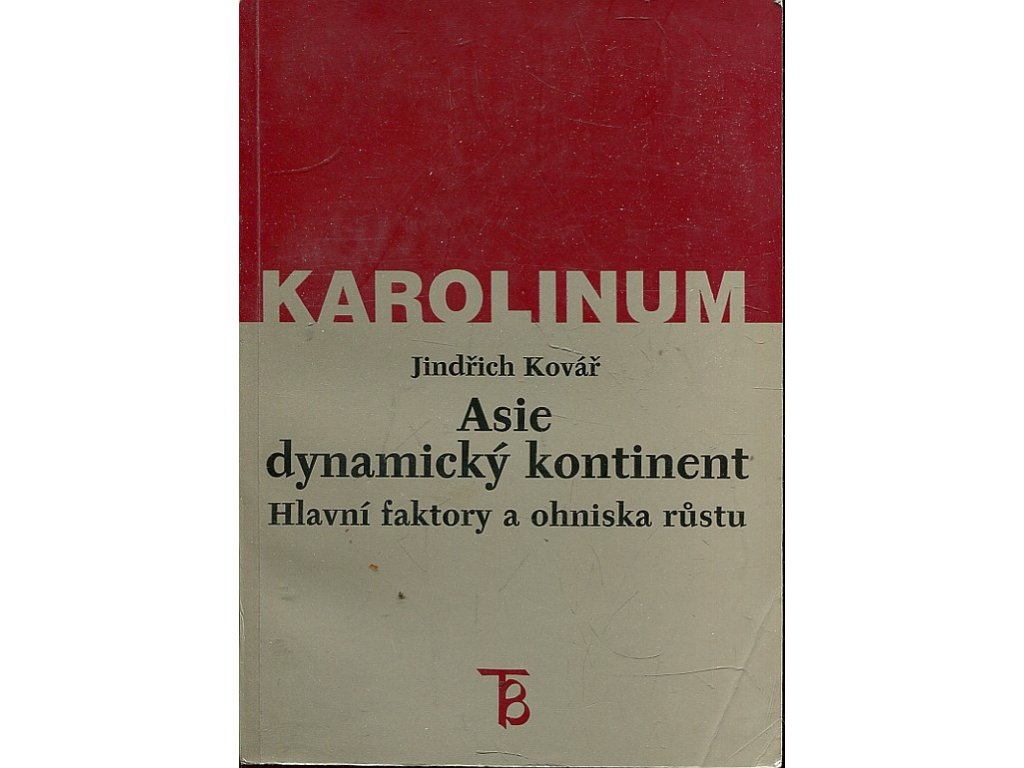 KAROLINUM
Jindřich Kovář
Asie
dynamický kontinent
Hlavní faktory a ohniska růstu